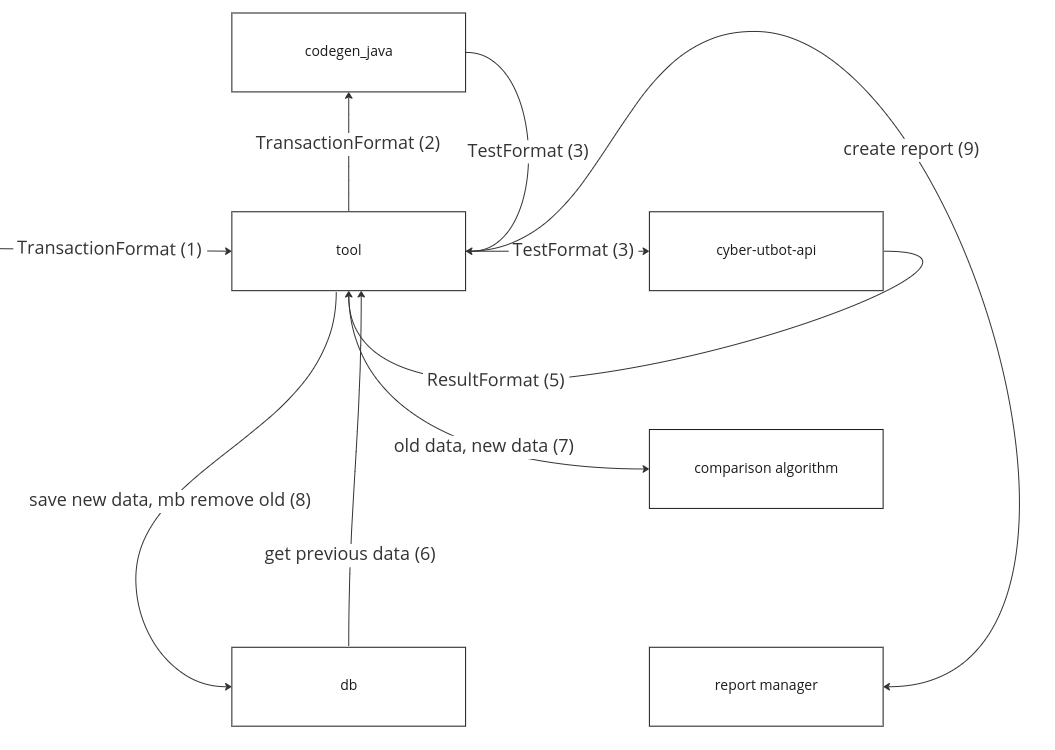 codegen_java
TransactionFormat (2)
TestFormat (3)
create report (9)
TransactionFormat (1)
tool
TestFormat (3)
cyber-utbot-api
ResultFormat (5)
old data, new data (7)
comparison algorithm
save new data, mb remove old (8)
get previous data (6)
db
report manager